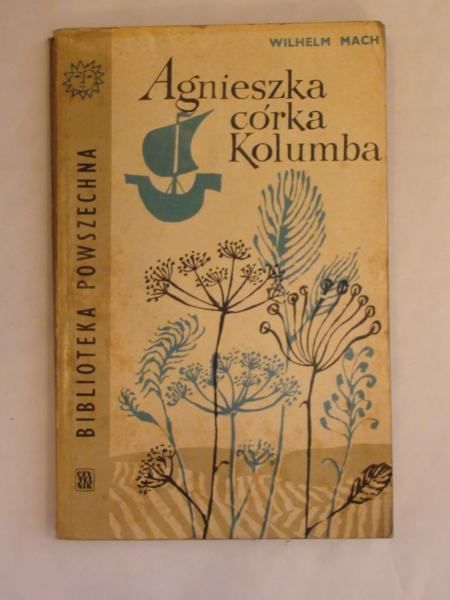 WILHELM MACH
Agnieszka
córka
Kolumba
BIBLIOTEKA POWSZECHNA